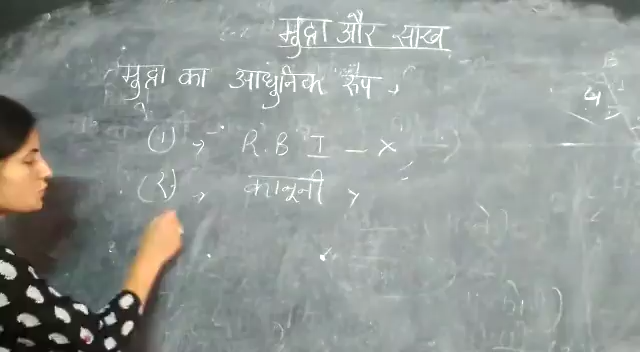 मुद्रा और साख
मुद्रा का आधुनिक रूप →
(1) → R.B I — ×
(2) → कानूनी →